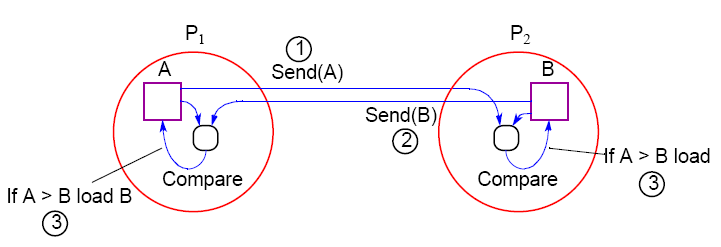 P1
P2
1
A
Send(A)
B
Send(B)
2
Compare
Compare
If A > B load B
3
If A > B load
3